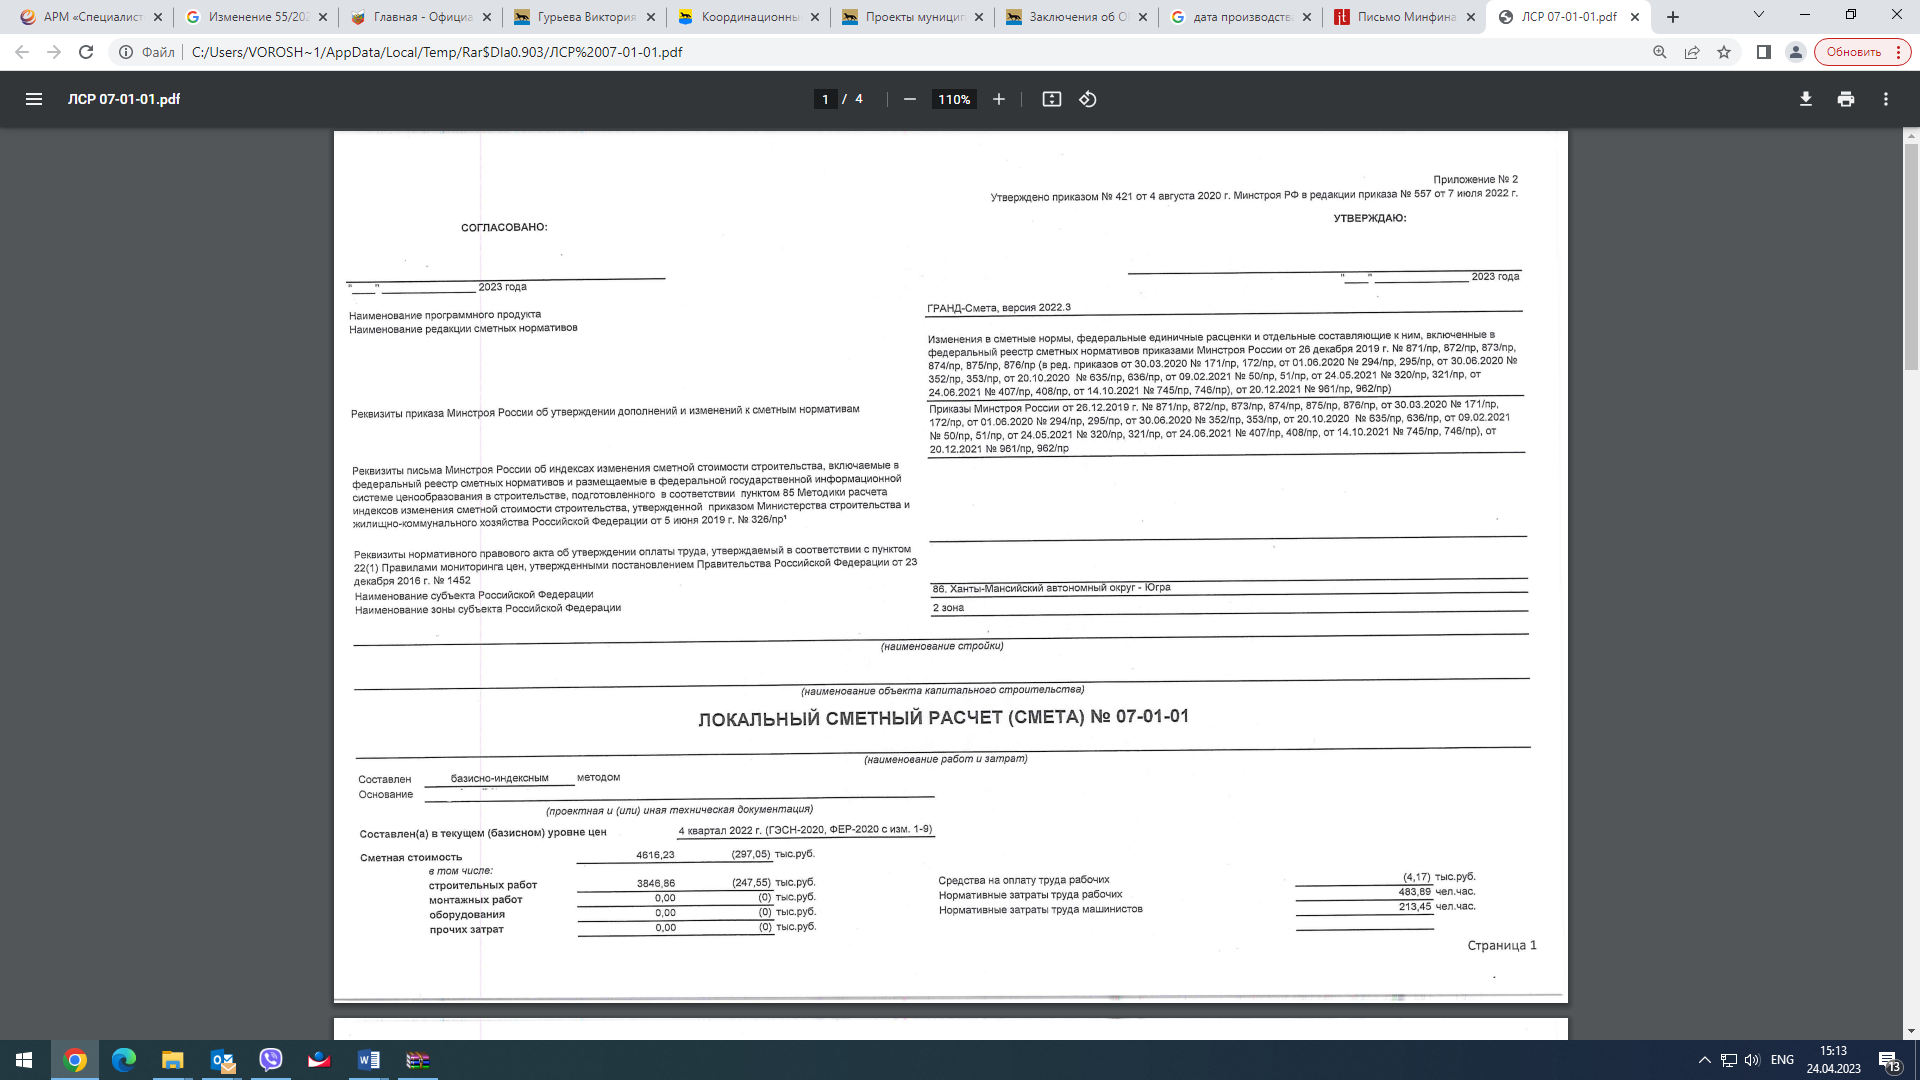 АРМ «Специалист
Изменение 55/202
Главная - Официа
Гурьева Виктория
Координационны
Проекты муницип
Заключения об ОР
дата производств
Письмо Минфина
ЛСР 07-01-01.pdf
Файл
C:/Users/VOROSH~1/AppData/Local/Temp/Rar$DIa0.903/ЛСР%2007-01-01.pdf
Обновить
ЛСР 07-01-01.pdf
1 / 4
110%
Приложение № 2
Утверждено приказом № 421 от 4 августа 2020 г. Минстроя РФ в редакции приказа № 557 от 7 июля 2022 г.
СОГЛАСОВАНО:
УТВЕРЖДАЮ:
"____" ________________ 2023 года
"____" ________________ 2023 года
Наименование программного продукта
ГРАНД-Смета, версия 2022.3
Наименование редакции сметных нормативов
Изменения в сметные нормы, федеральные единичные расценки и отдельные составляющие к ним, включенные в
федеральный реестр сметных нормативов приказами Минстроя России от 26 декабря 2019 г. № 871/пр, 872/пр, 873/пр,
874/пр, 875/пр, 876/пр (в ред. приказов от 30.03.2020 № 171/пр, 172/пр, от 01.06.2020 № 294/пр, 295/пр, от 30.06.2020 №
352/пр, 353/пр, от 20.10.2020 № 635/пр, 636/пр, от 09.02.2021 № 50/пр, 51/пр, от 24.05.2021 № 320/пр, 321/пр, от
24.06.2021 № 407/пр, 408/пр, от 14.10.2021 № 745/пр, 746/пр), от 20.12.2021 № 961/пр, 962/пр)
Реквизиты приказа Минстроя России об утверждении дополнений и изменений к сметным нормативам
Приказы Минстроя России от 26.12.2019 г. № 871/пр, 872/пр, 873/пр, 874/пр, 875/пр, 876/пр, от 30.03.2020 № 171/пр,
172/пр, от 01.06.2020 № 294/пр, 295/пр, от 30.06.2020 № 352/пр, 353/пр, от 20.10.2020 № 635/пр, 636/пр, от 09.02.2021
№ 50/пр, 51/пр, от 24.05.2021 № 320/пр, 321/пр, от 24.06.2021 № 407/пр, 408/пр, от 14.10.2021 № 745/пр, 746/пр), от
20.12.2021 № 961/пр, 962/пр
Реквизиты письма Минстроя России об индексах изменения сметной стоимости строительства, включаемые в
федеральный реестр сметных нормативов и размещаемые в федеральной государственной информационной
системе ценообразования в строительстве, подготовленного в соответствии пунктом 85 Методики расчета
индексов изменения сметной стоимости строительства, утвержденной приказом Министерства строительства и
жилищно-коммунального хозяйства Российской Федерации от 5 июня 2019 г. № 326/пр¹
Реквизиты нормативного правового акта об утверждении оплаты труда, утверждаемый в соответствии с пунктом
22(1) Правилами мониторинга цен, утвержденными постановлением Правительства Российской Федерации от 23
декабря 2016 г. № 1452
Наименование субъекта Российской Федерации
86. Ханты-Мансийский автономный округ - Югра
Наименование зоны субъекта Российской Федерации
2 зона
(наименование стройки)
(наименование объекта капитального строительства)
ЛОКАЛЬНЫЙ СМЕТНЫЙ РАСЧЕТ (СМЕТА) № 07-01-01
(наименование работ и затрат)
Составлен базисно-индексным методом
Основание
(проектная и (или) иная техническая документация)
Составлен(а) в текущем (базисном) уровне цен 4 квартал 2022 г. (ГЭСН-2020, ФЕР-2020 с изм. 1-9)
Сметная стоимость 4616,23 (297,05) тыс.руб.
в том числе:
строительных работ 3846,86 (247,55) тыс.руб.
Средства на оплату труда рабочих (4,17) тыс.руб.
монтажных работ 0,00 (0) тыс.руб.
Нормативные затраты труда рабочих 483,89 чел.час.
оборудования 0,00 (0) тыс.руб.
Нормативные затраты труда машинистов 213,45 чел.час.
прочих затрат 0,00 (0) тыс.руб.
Страница 1
ENG
15:13
24.04.2023
13